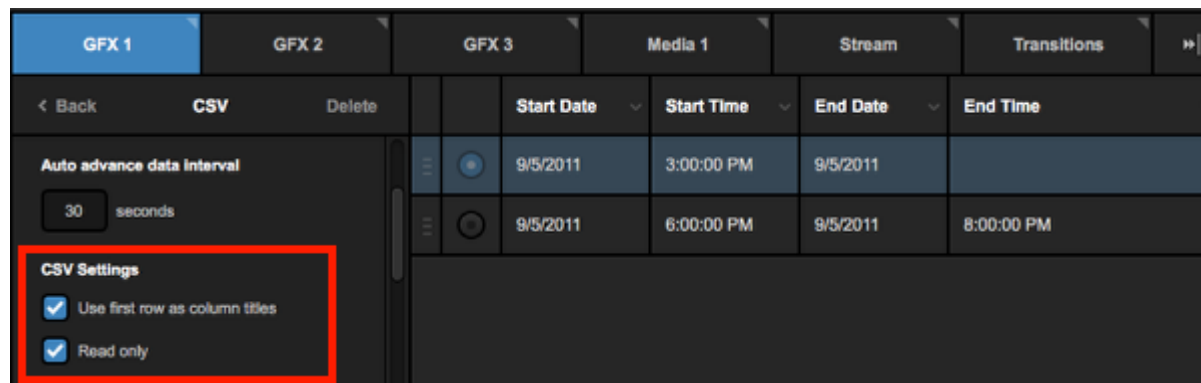 GFX 1 GFX 2 GFX 3 Media 1 Stream Transitions
< Back CSV Delete Start Date Start Time End Date End Time
Auto advance data interval 9/5/2011 3:00:00 PM 9/5/2011
30 seconds 9/5/2011 6:00:00 PM 9/5/2011 8:00:00 PM
CSV Settings
Use first row as column titles
Read only